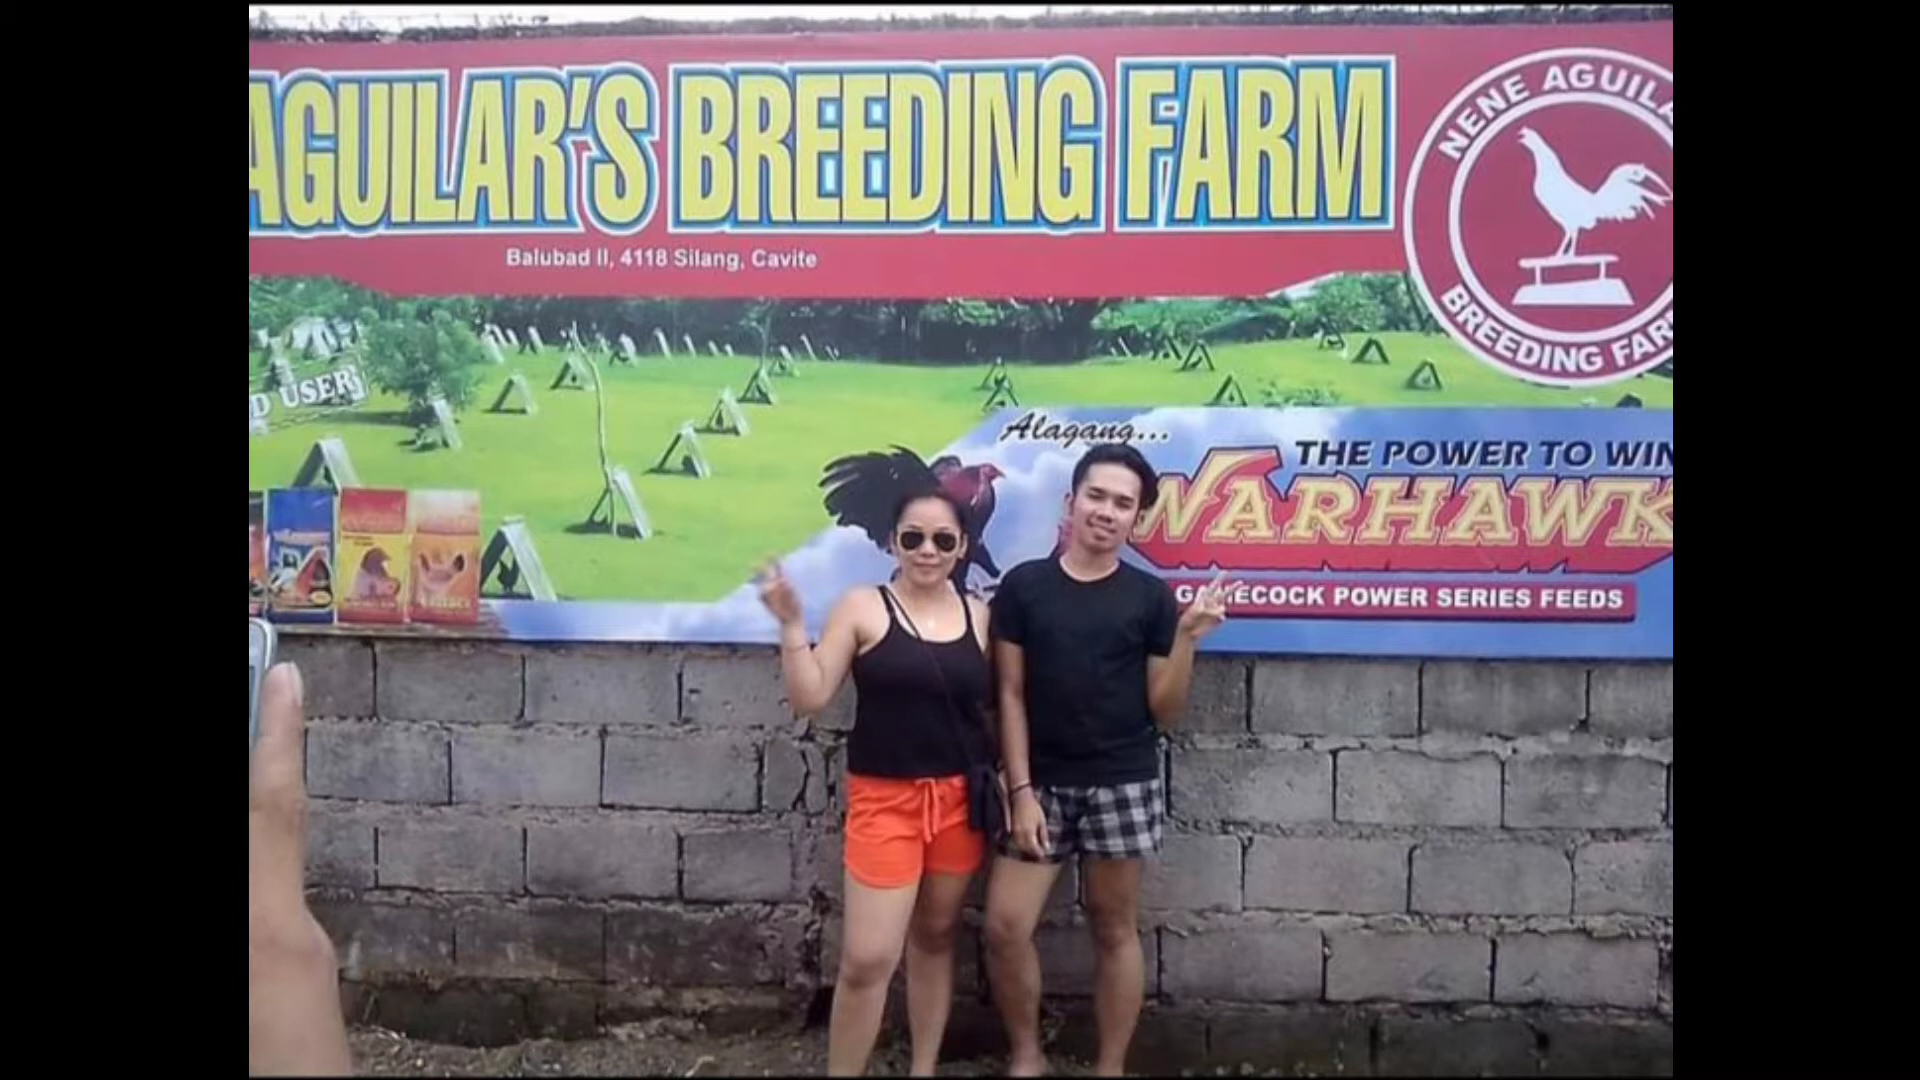 AGUILAR'S BREEDING FARM
Balubad II, 4118 Silang, Cavite
NENE AGUILA
BREEDING FAR
D USER
Alagang...
THE POWER TO WIN
WARHAWK
GAMECOCK POWER SERIES FEEDS